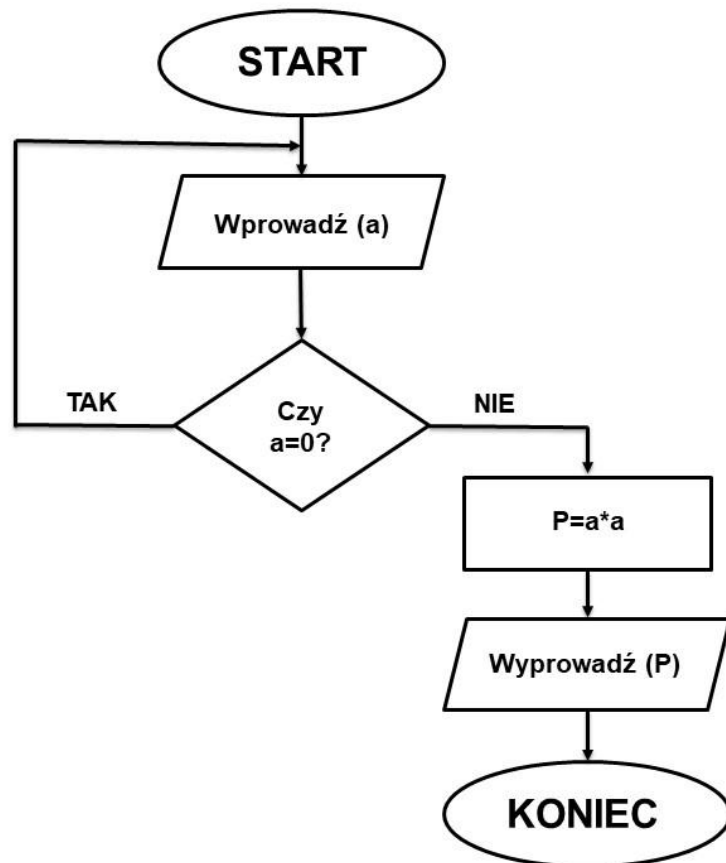 START
Wprowadź (a)
TAK
Czy
a=0?
NIE
P=a*a
Wyprowadź (P)
KONIEC